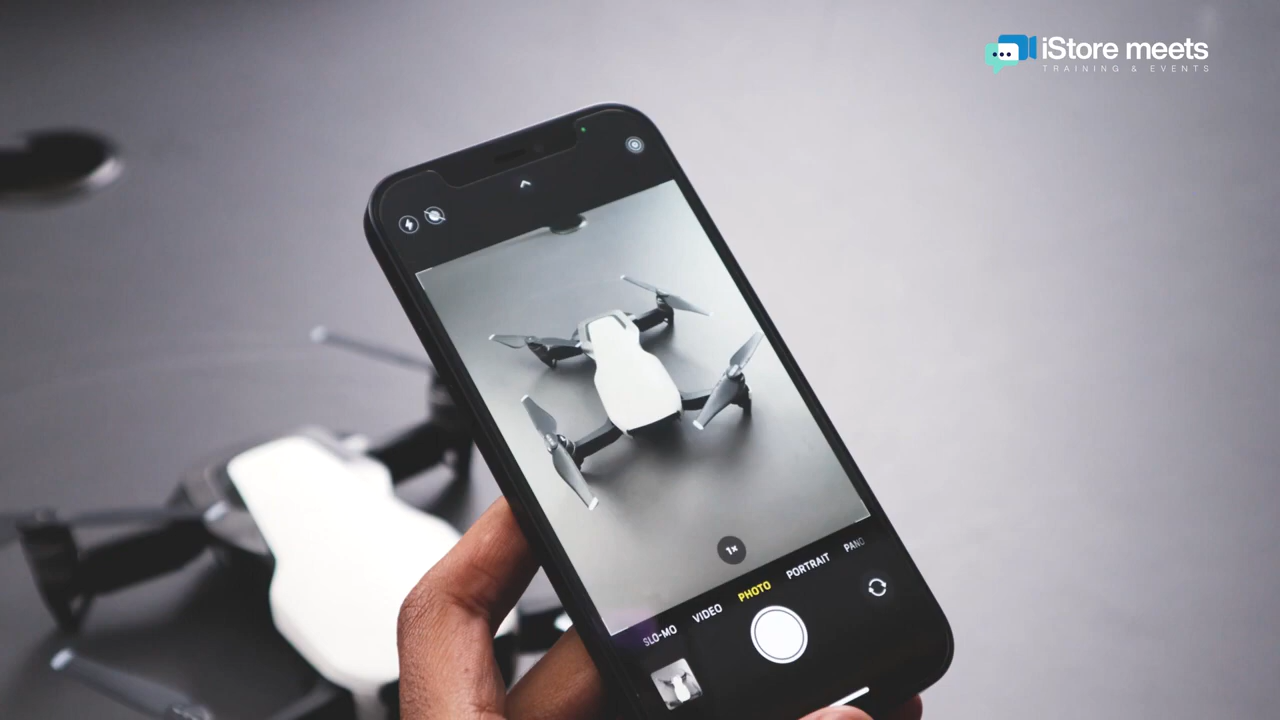 iStore meets
TRAINING & EVENTS
1×
SLO-MO
VIDEO
PHOTO
PORTRAIT
PANO